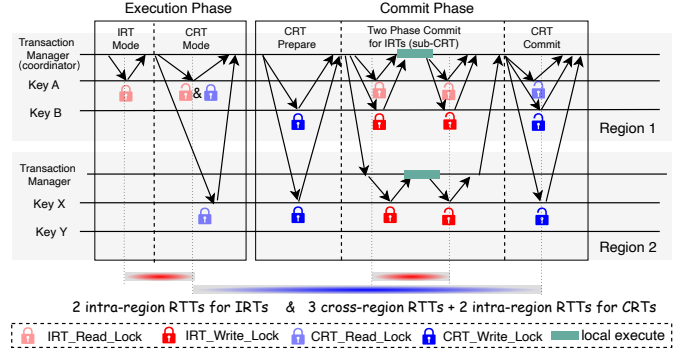 Execution Phase
Commit Phase
IRT
Mode
CRT
Mode
CRT
Prepare
Two Phase Commit
for IRTs (sub-CRT)
CRT
Commit
Transaction
Manager
(coordinator)
Key A
&
Key B
Region 1
Transaction
Manager
Key X
Key Y
Region 2
2 intra-region RTTs for IRTs & 3 cross-region RTTs + 2 intra-region RTTs for CRTs
IRT_Read_Lock IRT_Write_Lock CRT_Read_Lock CRT_Write_Lock local execute